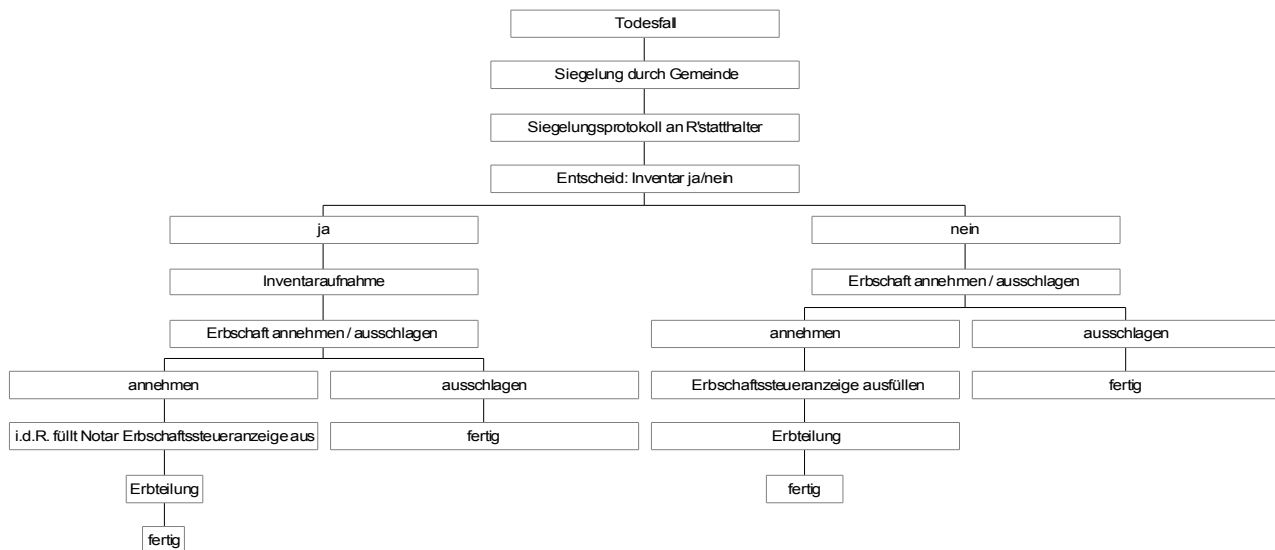 Todesfall
Siegelung durch Gemeinde
Siegelungsprotokoll an R'statthalter
Entscheid: Inventar ja/nein
ja
nein
Inventaraufnahme
Erbschaft annehmen / ausschlagen
Erbschaft annehmen / ausschlagen
annehmen
ausschlagen
annehmen
ausschlagen
Erbschaftssteueranzeige ausfüllen
fertig
i.d.R. füllt Notar Erbschaftssteueranzeige aus
fertig
Erbteilung
Erbteilung
fertig
fertig